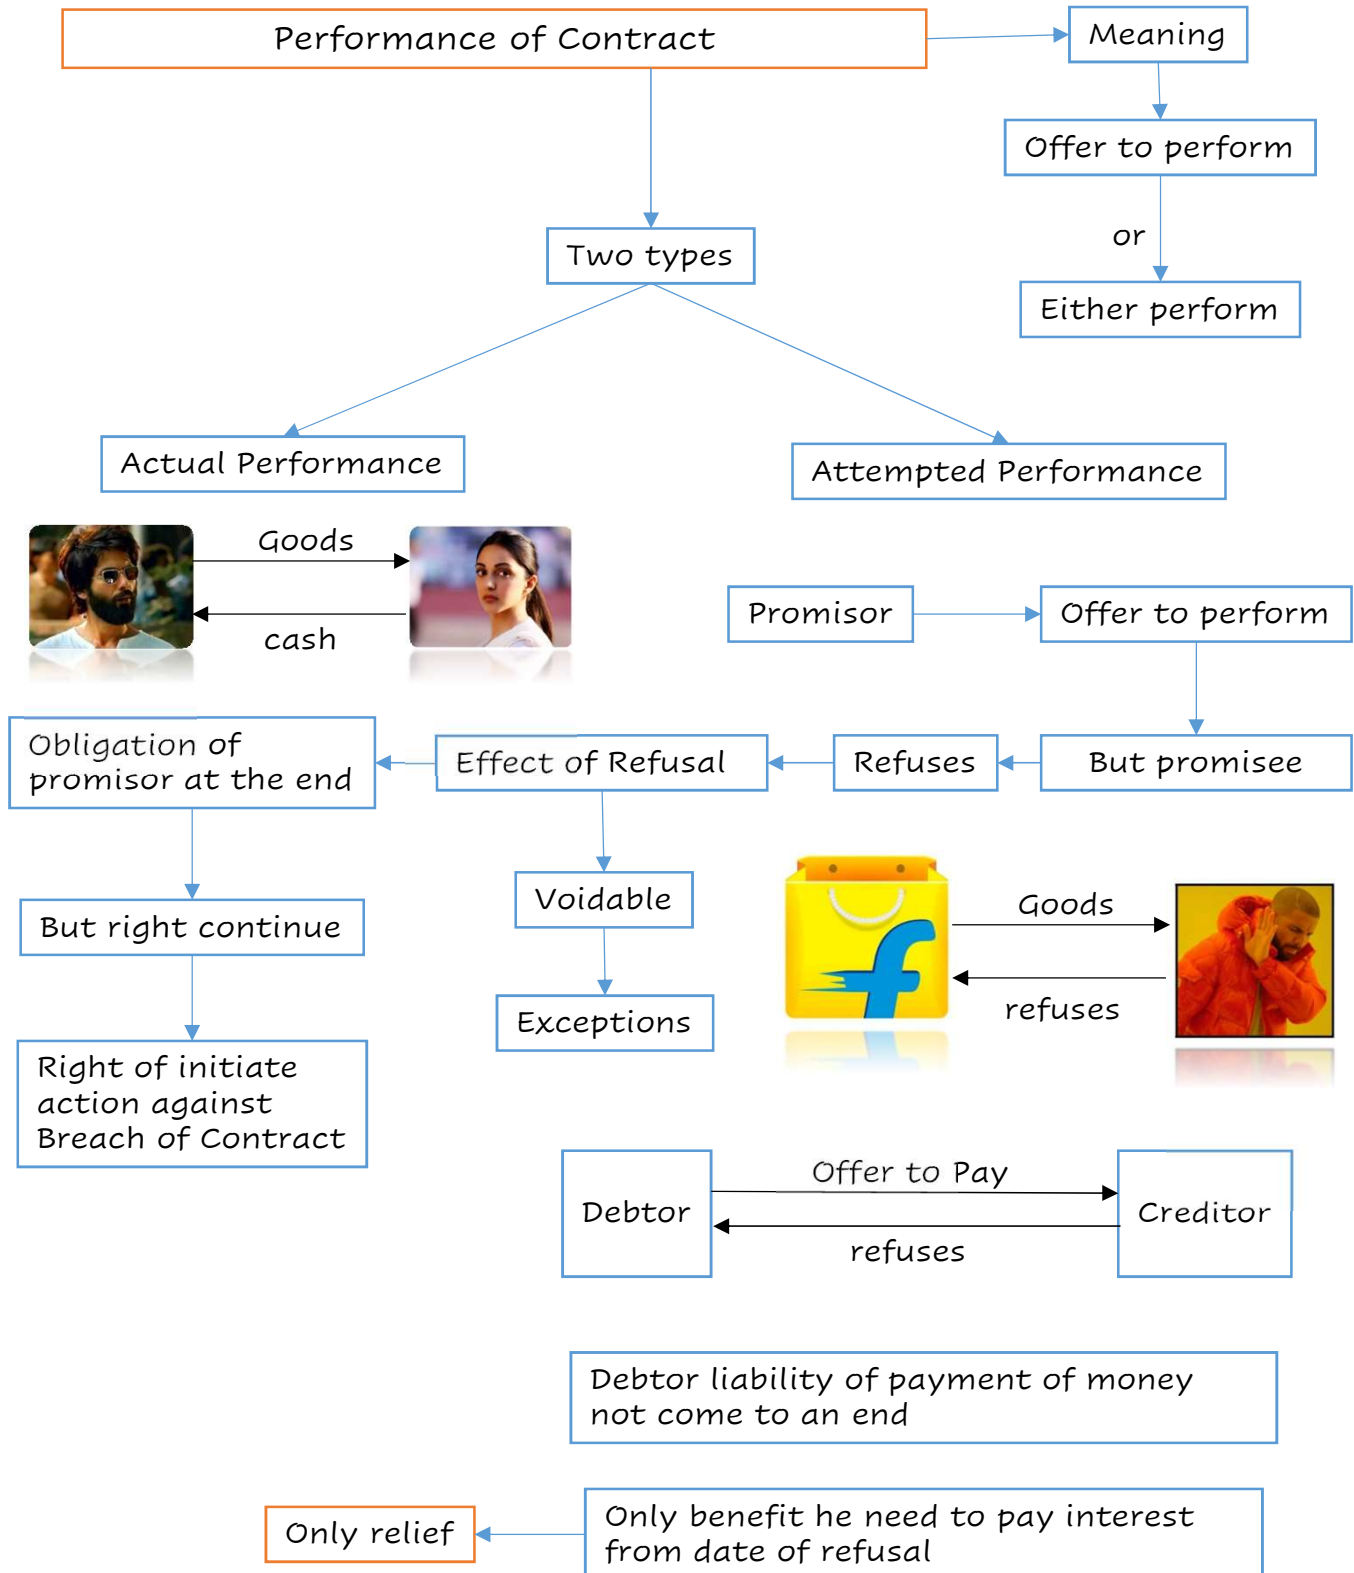 Performance of Contract
Meaning
Offer to perform
or
Either perform
Two types
Actual Performance
Attempted Performance
Goods
cash
Promisor
Offer to perform
But promisee
Refuses
Effect of Refusal
Obligation of
promisor at the end
But right continue
Right of initiate
action against
Breach of Contract
Voidable
Exceptions
Goods
refuses
Debtor
Offer to Pay
refuses
Creditor
Debtor liability of payment of money
not come to an end
Only benefit he need to pay interest
from date of refusal
Only relief